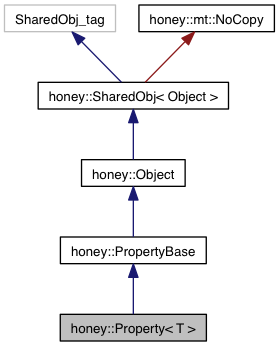 SharedObj_tag
honey::mt::NoCopy
honey::SharedObj< Object >
honey::Object
honey::PropertyBase
honey::Property< T >